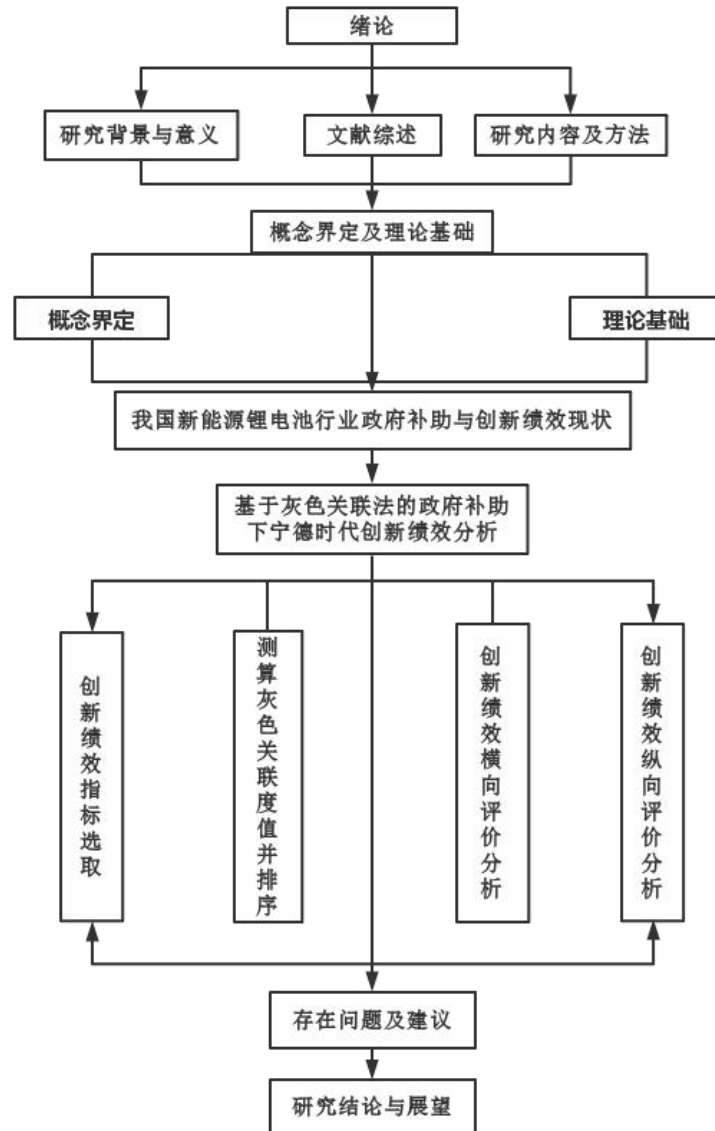 绪论
研究背景与意义
文献综述
研究内容及方法
概念界定及理论基础
概念界定
理论基础
我国新能源锂电池行业政府补助与创新绩效现状
基于灰色关联法的政府补助
下宁德时代创新绩效分析
创新绩效指标选取
测算灰色关联度值并排序
创新绩效横向评价分析
创新绩效纵向评价分析
存在问题及建议
研究结论与展望